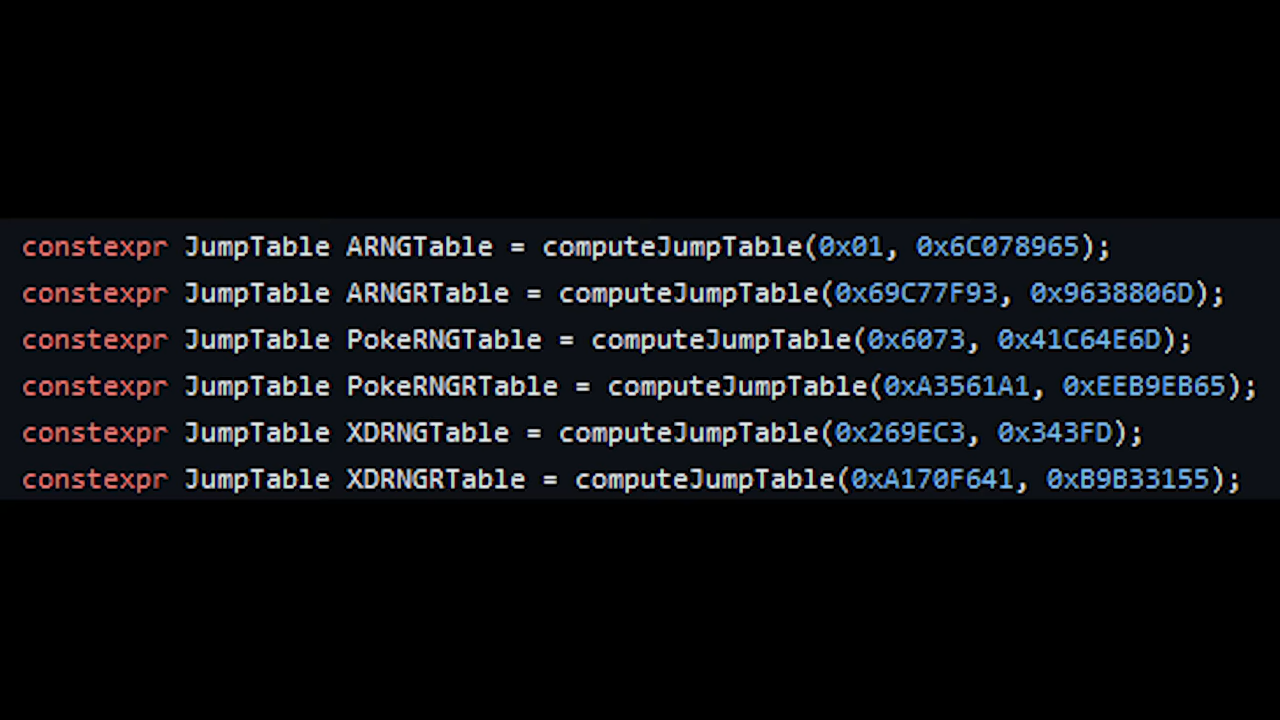 constexpr JumpTable ARNGTable = computeJumpTable(0x01, 0x6C078965);
constexpr JumpTable ARNGRTable = computeJumpTable(0x69C77F93, 0x9638806D);
constexpr JumpTable PokeRNGTable = computeJumpTable(0x6073, 0x41C64E6D);
constexpr JumpTable PokeRNGRTable = computeJumpTable(0xA3561A1, 0xEEB9EB65);
constexpr JumpTable XDRNGTable = computeJumpTable(0x269EC3, 0x343FD);
constexpr JumpTable XDRNGRTable = computeJumpTable(0xA170F641, 0xB9B33155);